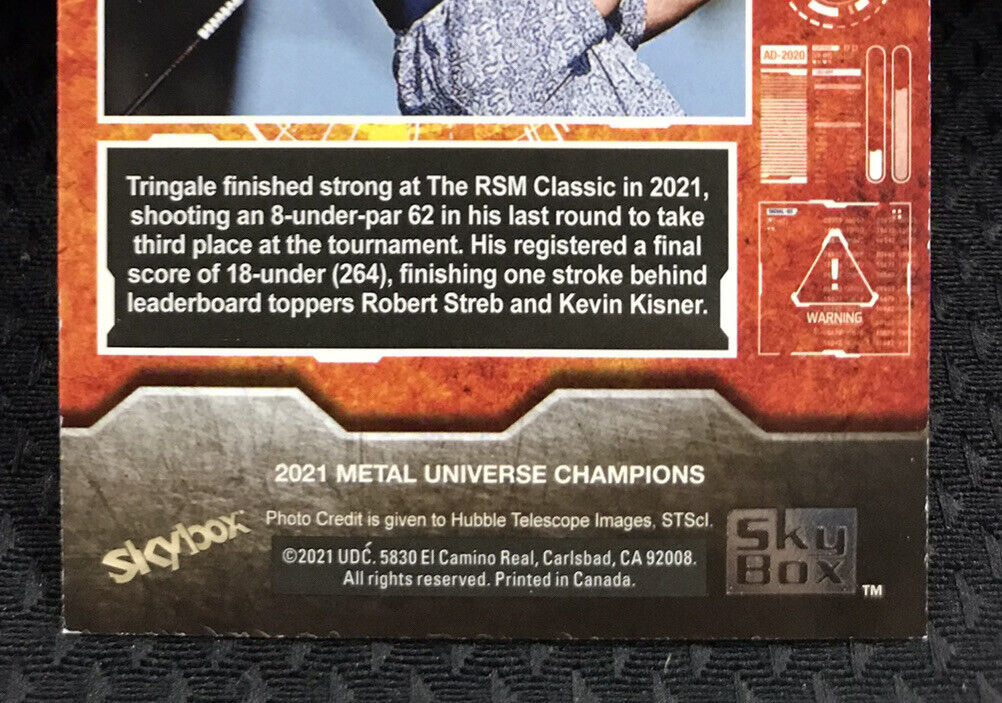 AD-2020
Tringale finished strong at The RSM Classic in 2021,
shooting an 8-under-par 62 in his last round to take
third place at the tournament. His registered a final
score of 18-under (264), finishing one stroke behind
leaderboard toppers Robert Streb and Kevin Kisner.
WARNING
2021 METAL UNIVERSE CHAMPIONS
Photo Credit is given to Hubble Telescope Images, STScI.
©2021 UDC. 5830 El Camino Real, Carlsbad, CA 92008.
All rights reserved. Printed in Canada.
Skybox
Sky
Box
TM